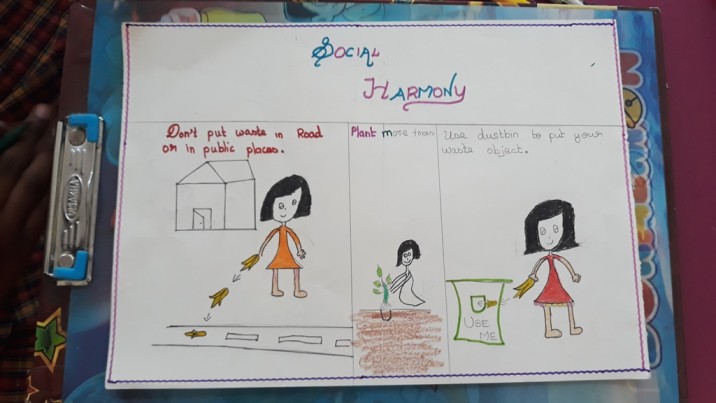 Social
Harmony
Don't put waste in Road
or in public places.
Plant more trees
Use dustbin to put your
waste object.
USE
ME